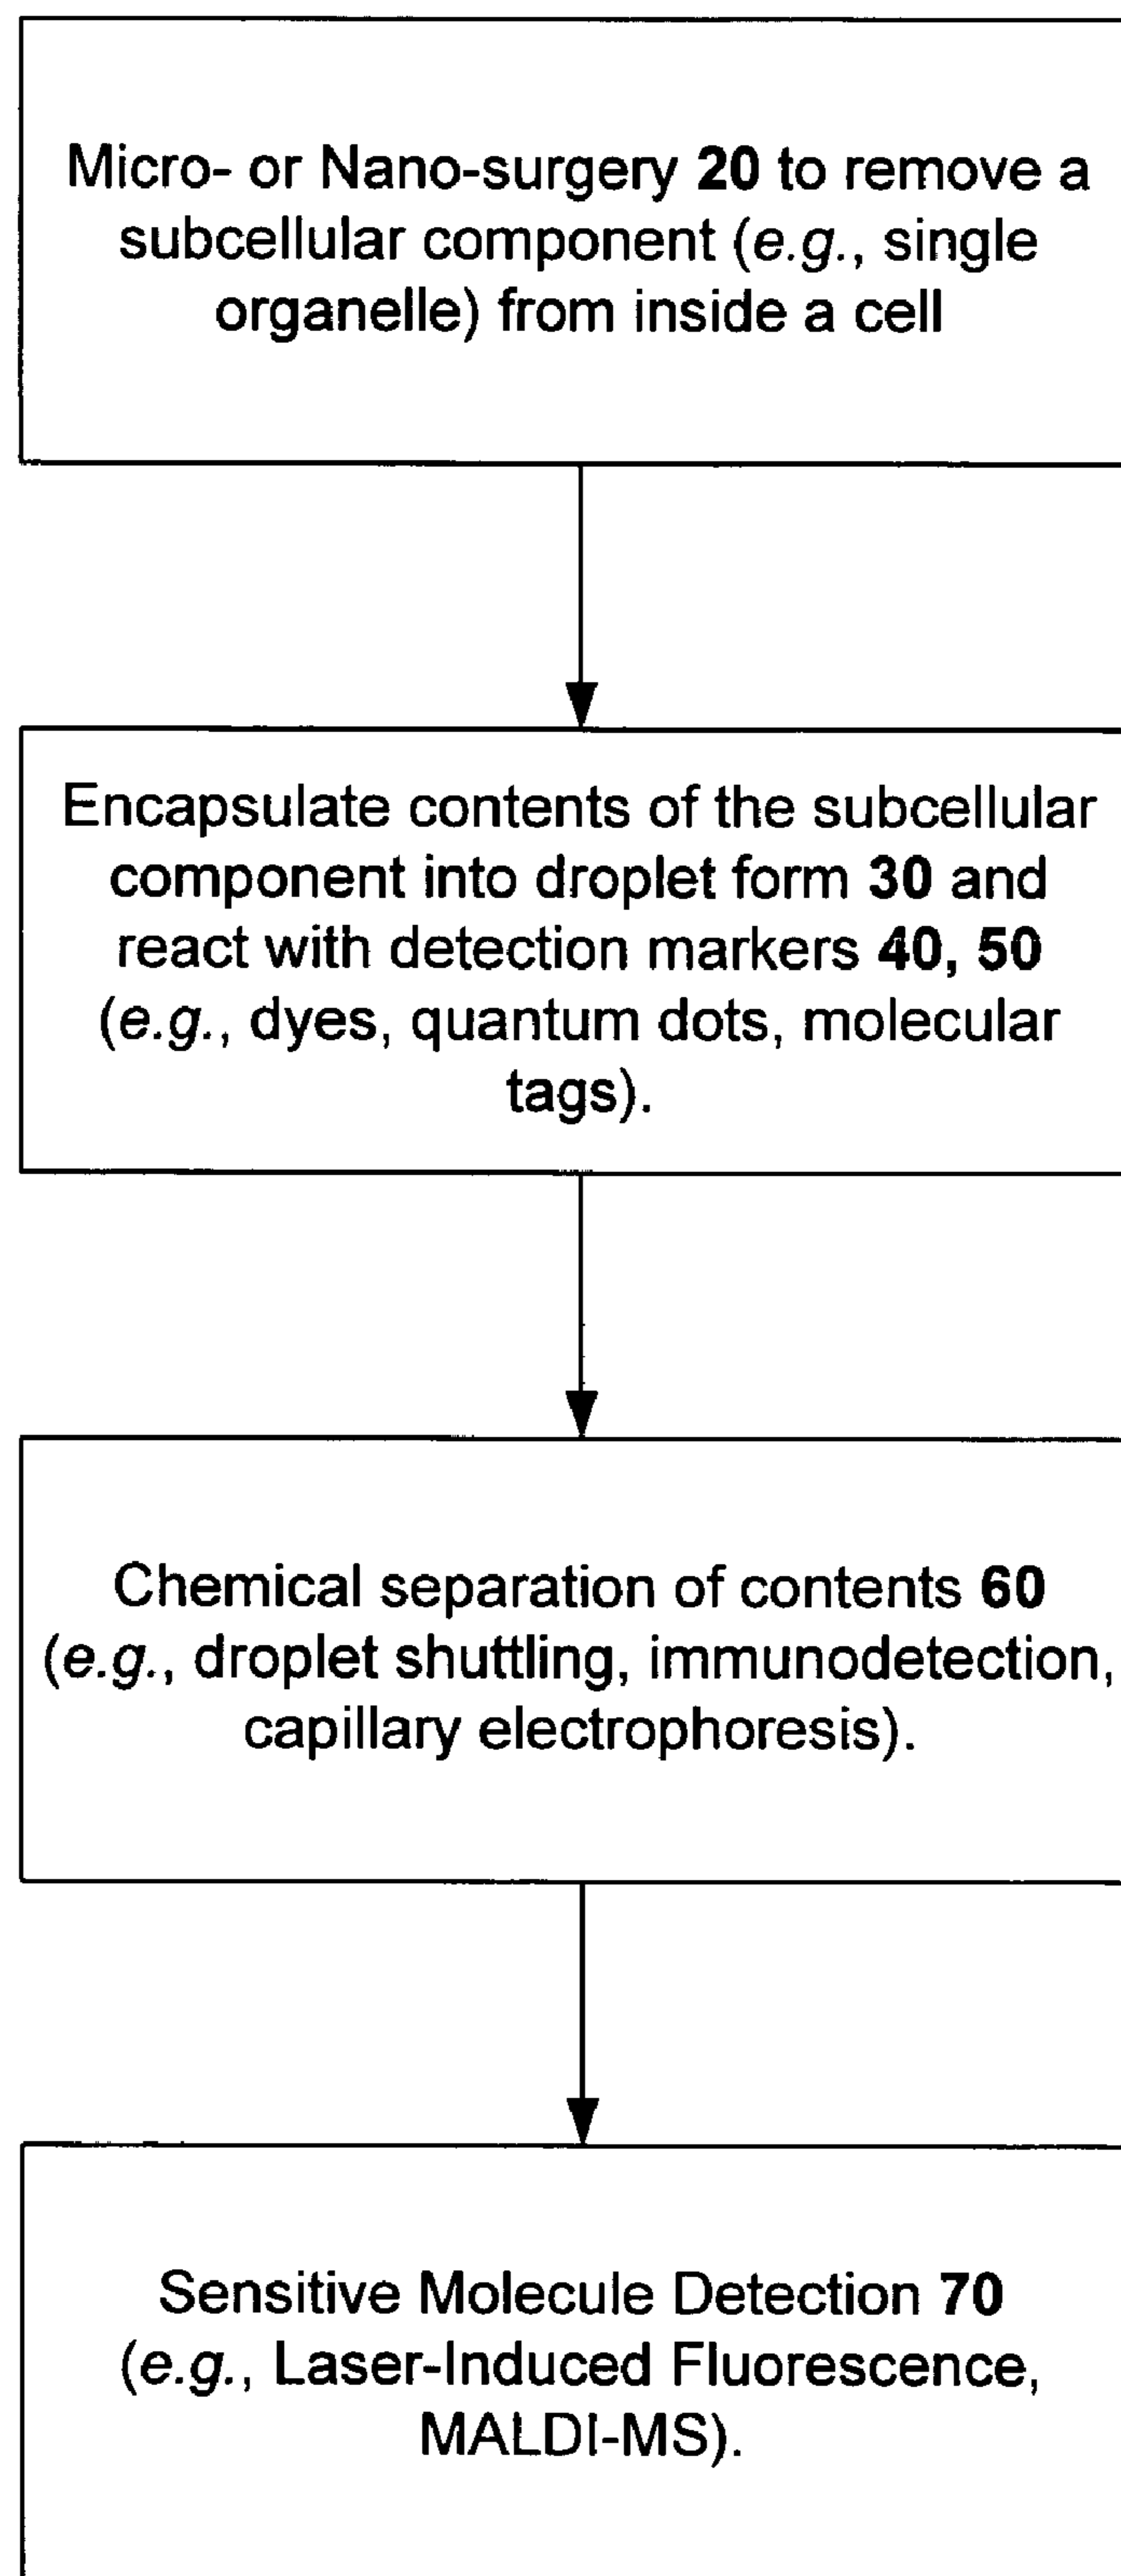 Micro- or Nano-surgery 20 to remove a
subcellular component (e.g., single
organelle) from inside a cell
Encapsulate contents of the subcellular
component into droplet form 30 and
react with detection markers 40, 50
(e.g., dyes, quantum dots, molecular
tags).
Chemical separation of contents 60
(e.g., droplet shuttling, immunodetection,
capillary electrophoresis).
Sensitive Molecule Detection 70
(e.g., Laser-Induced Fluorescence,
MALDI-MS).